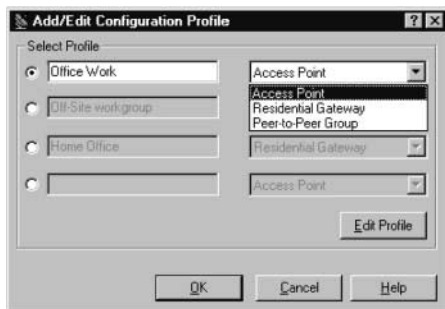 Add/Edit Configuration Profile
Select Profile
Office Work
Access Point
Access Point
Residential Gateway
Peer-to-Peer Group
Off-Site workgroup
Home Office
Residential Gateway
Access Point
Edit Profile
OK
Cancel
Help